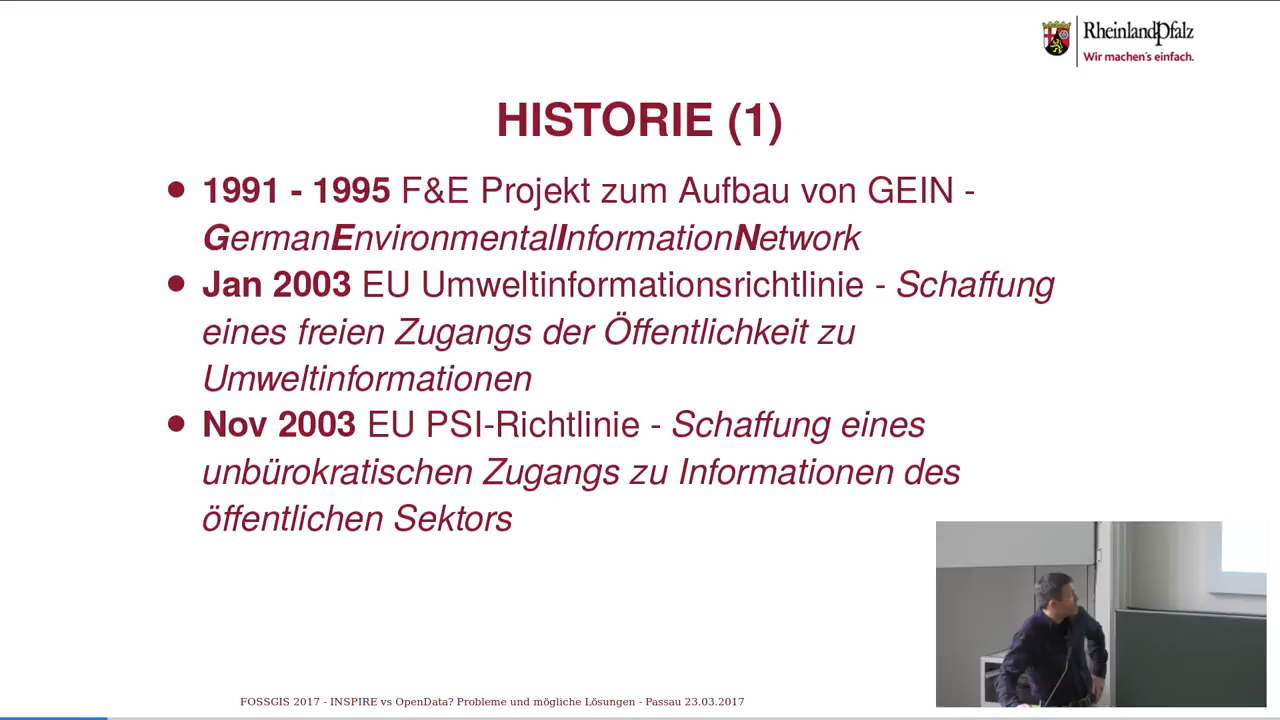 RheinlandPfalz
Wir machen's einfach.
HISTORIE (1)
● 1991 - 1995 F&E Projekt zum Aufbau von GEIN -
GermanEnvironmentalInformationNetwork
● Jan 2003 EU Umweltinformationsrichtlinie - Schaffung
eines freien Zugangs der Öffentlichkeit zu
Umweltinformationen
● Nov 2003 EU PSI-Richtlinie - Schaffung eines
unbürokratischen Zugangs zu Informationen des
öffentlichen Sektors
FOSSGIS 2017 - INSPIRE vs OpenData? Probleme und mögliche Lösungen - Passau 23.03.2017